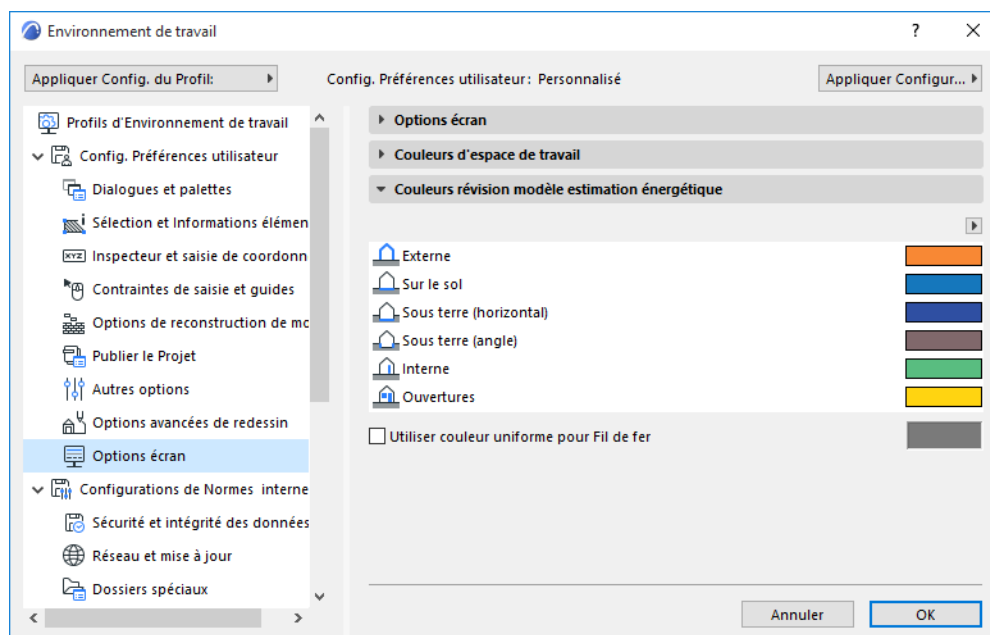 Environnement de travail
?
Appliquer Config. du Profil:
Config. Préférences utilisateur: Personnalisé
Appliquer Configur...
Profils d'Environnement de travail
Config. Préférences utilisateur
Dialogues et palettes
Sélection et Informations élémen
XYZ Inspecteur et saisie de coordonn
Contraintes de saisie et guides
Options de reconstruction de mo
Publier le Projet
Autres options
Options avancées de redessin
Options écran
Configurations de Normes interne
Sécurité et intégrité des données
Réseau et mise à jour
Dossiers spéciaux
Options écran
Couleurs d'espace de travail
Couleurs révision modèle estimation énergétique
Externe
Sur le sol
Sous terre (horizontal)
Sous terre (angle)
Interne
Ouvertures
Utiliser couleur uniforme pour Fil de fer
Annuler
OK